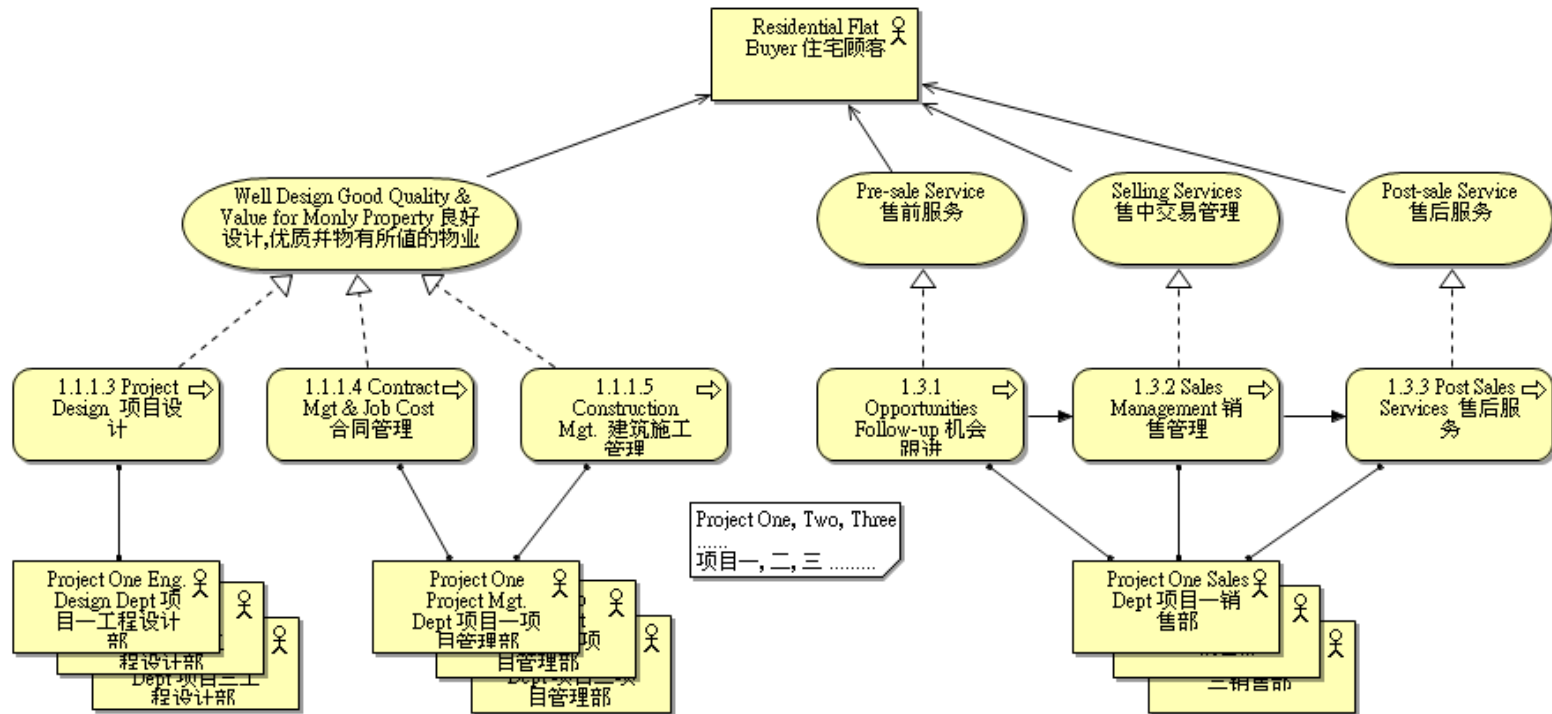 Residential Flat
Buyer 住宅顾客
Well Design Good Quality &
Value for Monly Property 良好
设计,优质并物有所值的物业
Pre-sale Service
售前服务
Selling Services
售中交易管理
Post-sale Service
售后服务
1.1.1.3 Project
Design 项目设
计
1.1.1.4 Contract
Mgt & Job Cost
合同管理
1.1.1.5
Construction
Mgt. 建筑施工
管理
1.3.1
Opportunities
Follow-up 机会
跟进
1.3.2 Sales
Management 销
售管理
1.3.3 Post Sales
Services 售后服
务
Project One, Two, Three
......
项目一, 二, 三 .........
Project One Eng.
Design Dept 项
目一工程设计
部
程设计部
Dept 项目三工
程设计部
Project One
Project Mgt.
Dept 项目一项
目管理部
项
目管理部
目管理部
Project One Sales
Dept 项目一销
售部
三销售部